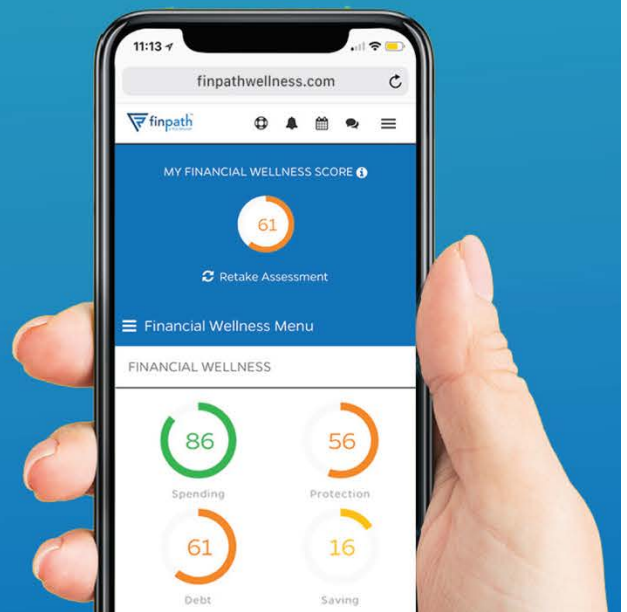 11:13
finpathwellness.com
finpath
MY FINANCIAL WELLNESS SCORE
61
Retake Assessment
Financial Wellness Menu
FINANCIAL WELLNESS
86 56
Spending Protection
61 16
Debt Saving